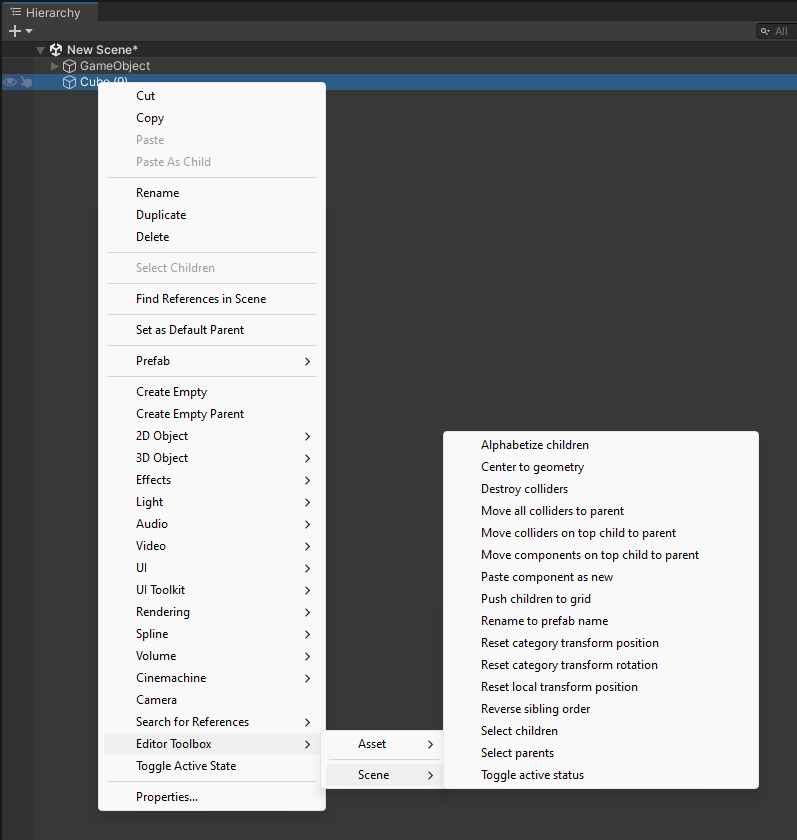 Hierarchy
All
New Scene*
GameObject
Cube (9)
Cut
Copy
Paste
Paste As Child
Rename
Duplicate
Delete
Select Children
Find References in Scene
Set as Default Parent
Prefab
Create Empty
Create Empty Parent
2D Object
3D Object
Effects
Light
Audio
Video
UI
UI Toolkit
Rendering
Spline
Volume
Cinemachine
Camera
Search for References
Editor Toolbox
Toggle Active State
Properties...
Asset
Scene
Alphabetize children
Center to geometry
Destroy colliders
Move all colliders to parent
Move colliders on top child to parent
Move components on top child to parent
Paste component as new
Push children to grid
Rename to prefab name
Reset category transform position
Reset category transform rotation
Reset local transform position
Reverse sibling order
Select children
Select parents
Toggle active status